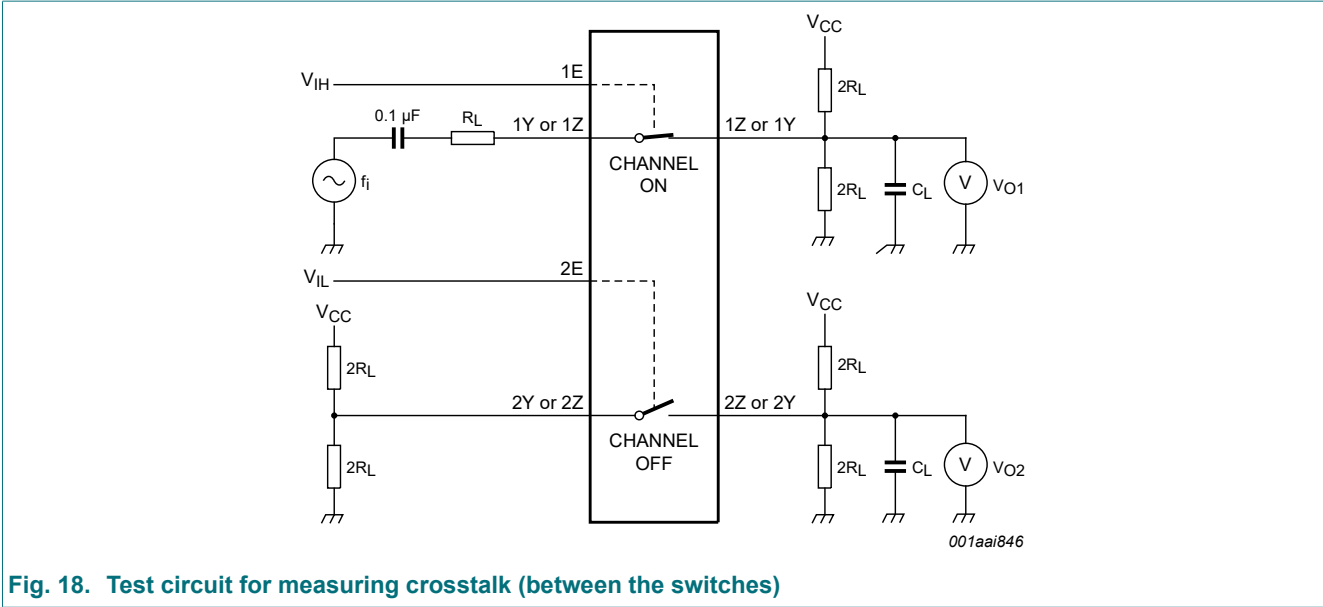 VCC
1E
VIH
2RL
0.1 µF
RL
1Y or 1Z
1Z or 1Y
fi
CHANNEL
ON
2RL
CL
V
VO1
2E
VIL
VCC
VCC
2RL
2RL
2Y or 2Z
2Z or 2Y
CHANNEL
OFF
2RL
2RL
CL
V
VO2
001aai846
Fig. 18. Test circuit for measuring crosstalk (between the switches)